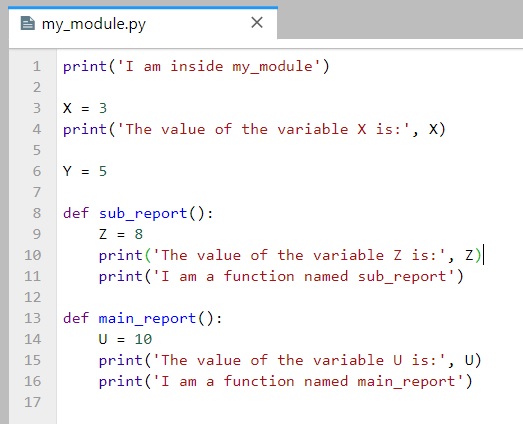 my_module.py
1 print('I am inside my_module')
2
3 X = 3
4 print('The value of the variable X is:', X)
5
6 Y = 5
7
8 def sub_report():
9     Z = 8
10     print('The value of the variable Z is:', Z)
11     print('I am a function named sub_report')
12
13 def main_report():
14     U = 10
15     print('The value of the variable U is:', U)
16     print('I am a function named main_report')
17